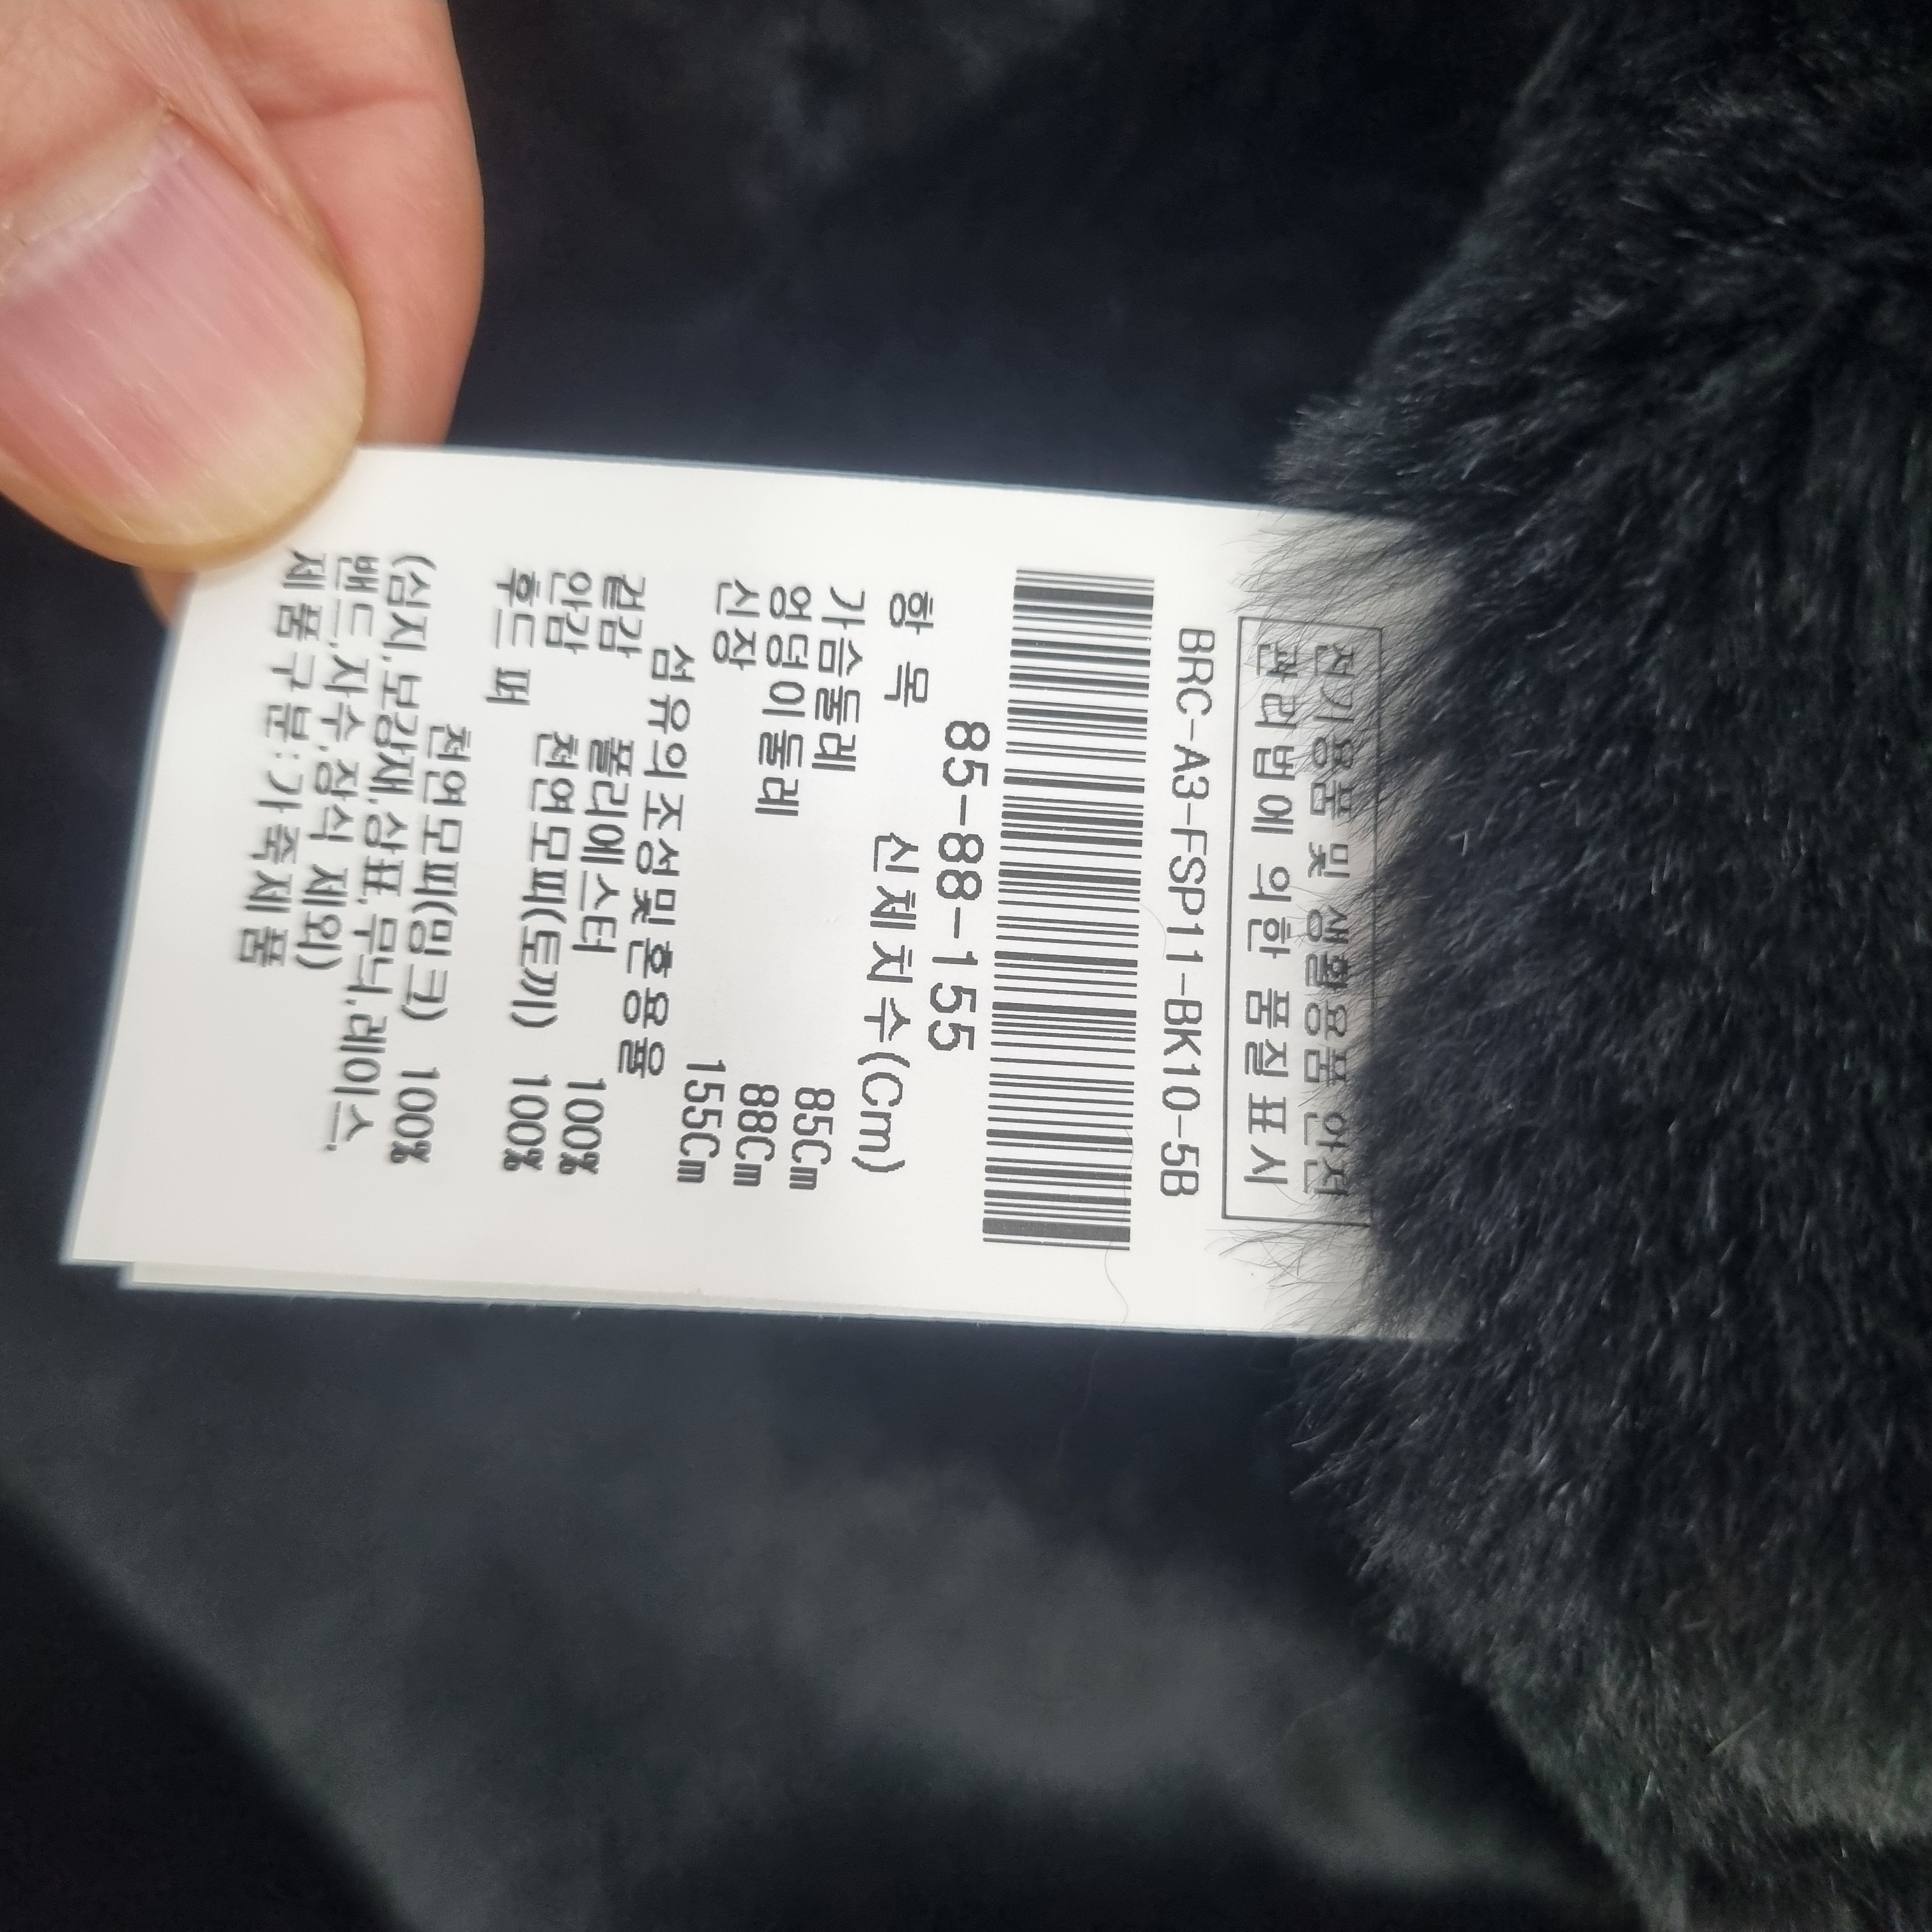 전기용품 및 생활용품 안전
관리법에 의한 품질표시
BRC-A3-FSP11-BK10-5B
85-88-155
항 목 신체치수(Cm)
가슴둘레 85Cm
엉덩이둘레 88Cm
신장 155Cm
섬유의조성및혼용율
겉감 폴리에스터 100%
안감 천연모피(토끼) 100%
후드 퍼
천연모피(밍크) 100%
(심지.보강재.상표.무늬.레이스.
밴드.자수.장식 제외)
제품구분:가죽제품